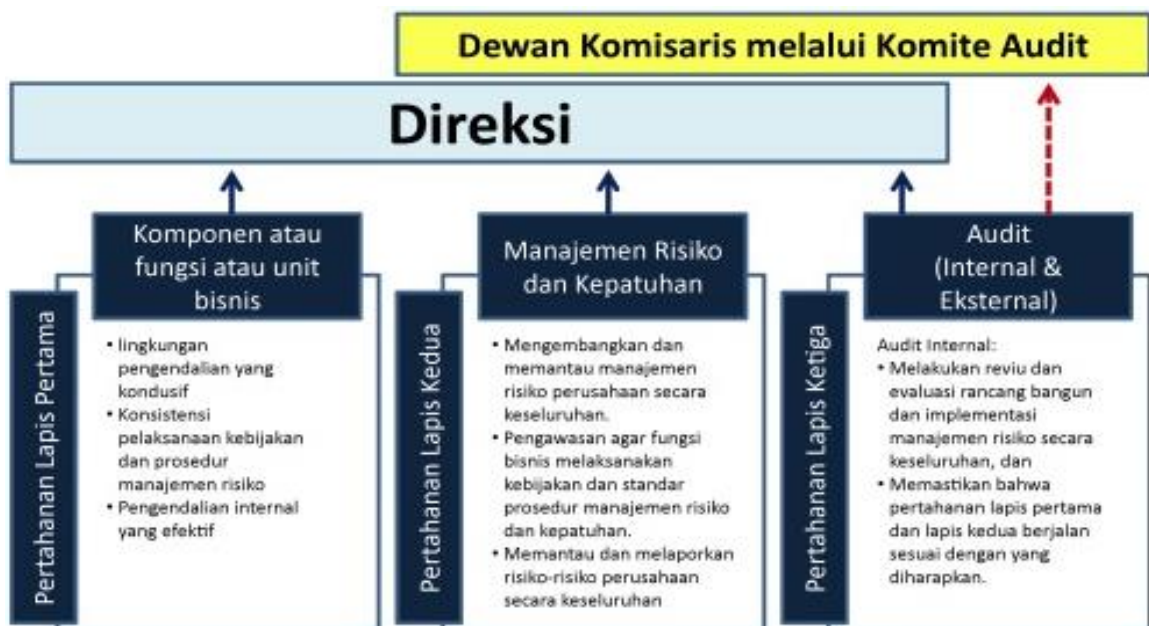 Dewan Komisaris melalui Komite Audit
Direksi
Komponen atau
fungsi atau unit
bisnis
Pertahanan Lapis Pertama
• lingkungan
pengendalian yang
kondusif
• Konsistensi
pelaksanaan kebijakan
dan prosedur
manajemen risiko
• Pengendalian internal
yang efektif
Manajemen Risiko
dan Kepatuhan
Pertahanan Lapis Kedua
• Mengembangkan dan
memantau manajemen
risiko perusahaan secara
keseluruhan.
• Pengawasan agar fungsi
bisnis melaksanakan
kebijakan dan standar
prosedur manajemen risiko
dan kepatuhan.
• Memantau dan melaporkan
risiko-risiko perusahaan
secara keseluruhan
Audit
(Internal &
Eksternal)
Pertahanan Lapis Ketiga
Audit Internal:
• Melakukan reviu dan
evaluasi rancang bangun
dan implementasi
manajemen risiko secara
keseluruhan, dan
• Memastikan bahwa
pertahanan lapis pertama
dan lapis kedua berjalan
sesuai dengan yang
diharapkan.